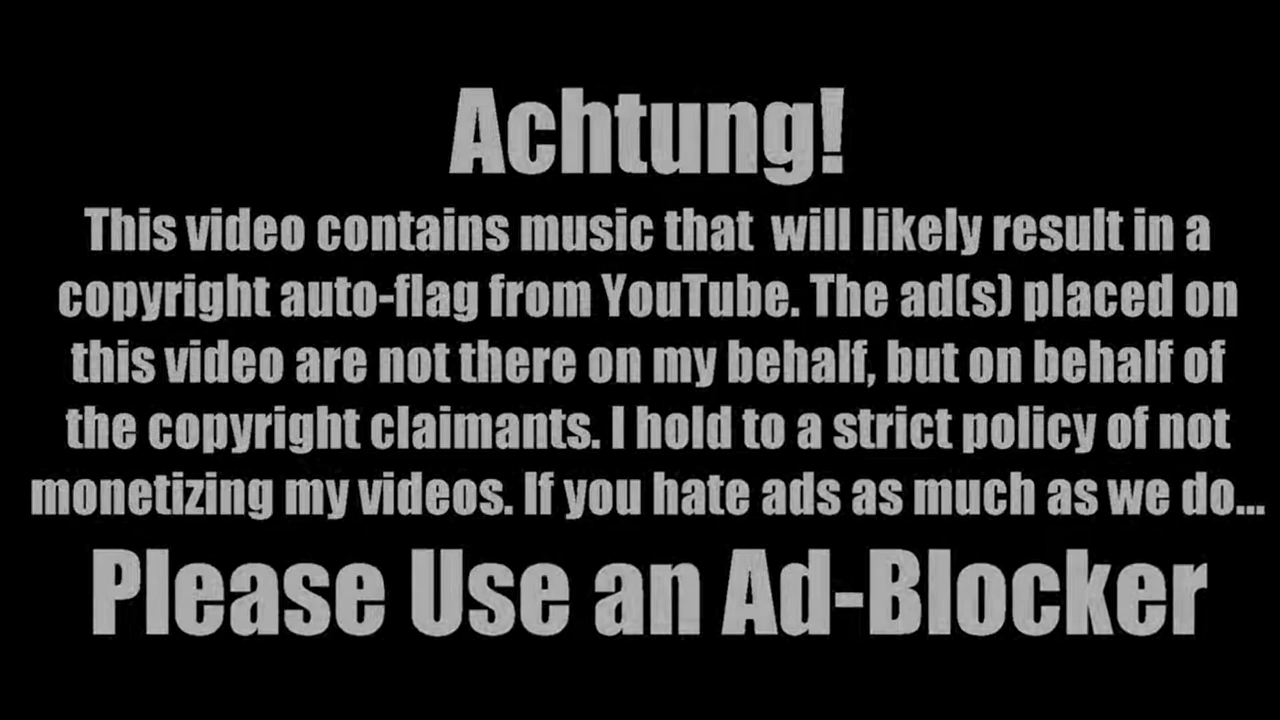 Achtung!
This video contains music that  will likely result in a
copyright auto-flag from YouTube. The ad(s) placed on
this video are not there on my behalf, but on behalf of
the copyright claimants. I hold to a strict policy of not
monetizing my videos. If you hate ads as much as we do...
Please Use an Ad-Blocker